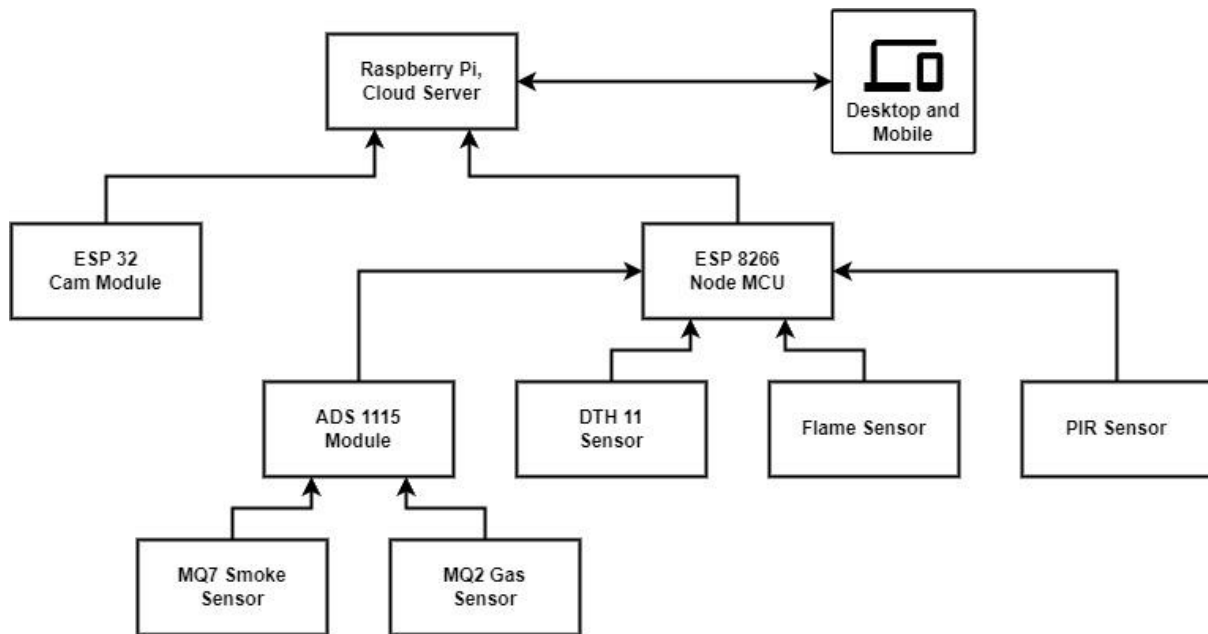 Raspberry Pi,
Cloud Server
Desktop and
Mobile
ESP 32
Cam Module
ESP 8266
Node MCU
ADS 1115
Module
DTH 11
Sensor
Flame Sensor
PIR Sensor
MQ7 Smoke
Sensor
MQ2 Gas
Sensor